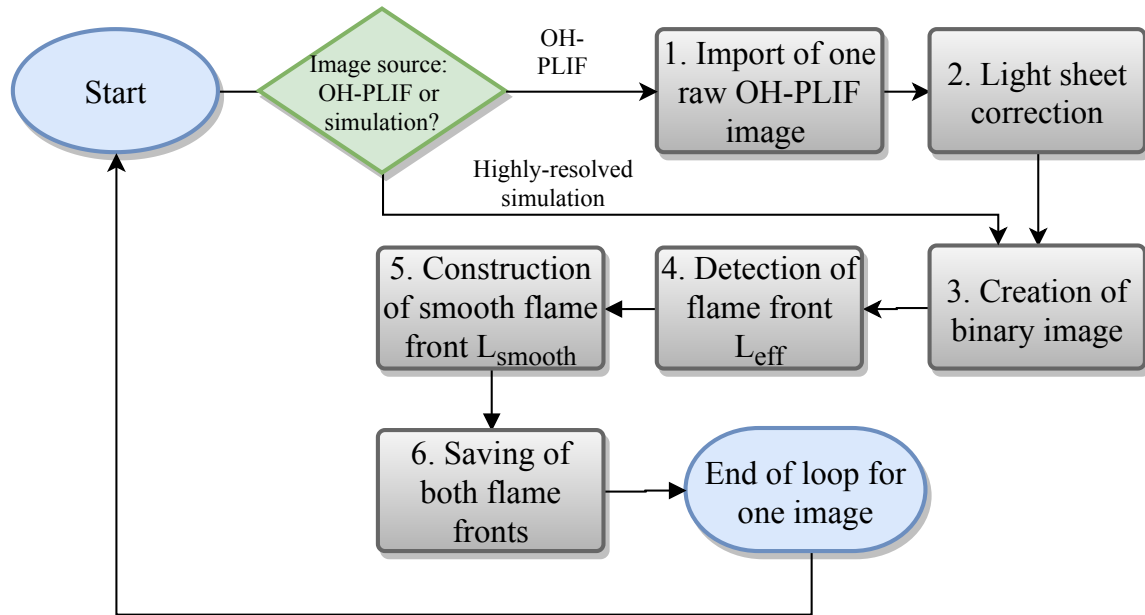 Start
Image source:
OH-PLIF or
simulation?
OH-
PLIF
1. Import of one
raw OH-PLIF
image
2. Light sheet
correction
Highly-resolved
simulation
3. Creation of
binary image
4. Detection of
flame front
L_eff
5. Construction
of smooth flame
front L_smooth
6. Saving of
both flame
fronts
End of loop for
one image